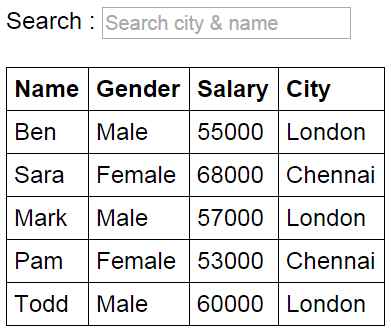 Search : Search city & name
Name Gender Salary City
Ben Male 55000 London
Sara Female 68000 Chennai
Mark Male 57000 London
Pam Female 53000 Chennai
Todd Male 60000 London